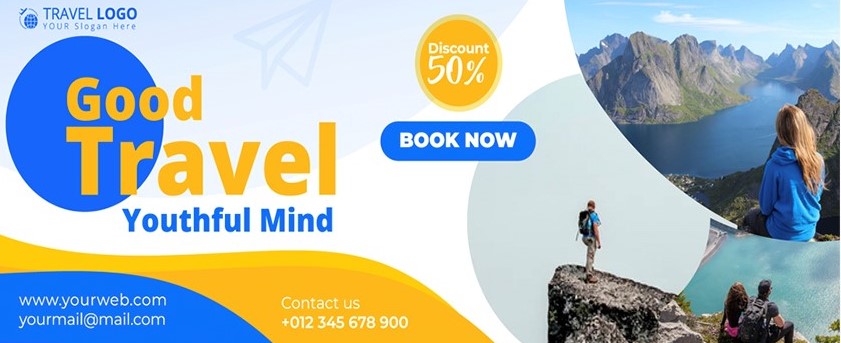 TRAVEL LOGO
YOUR Slogan Here
Good
Travel
Youthful Mind
Discount
50%
BOOK NOW
www.yourweb.com
yourmail@mail.com
Contact us
+012 345 678 900